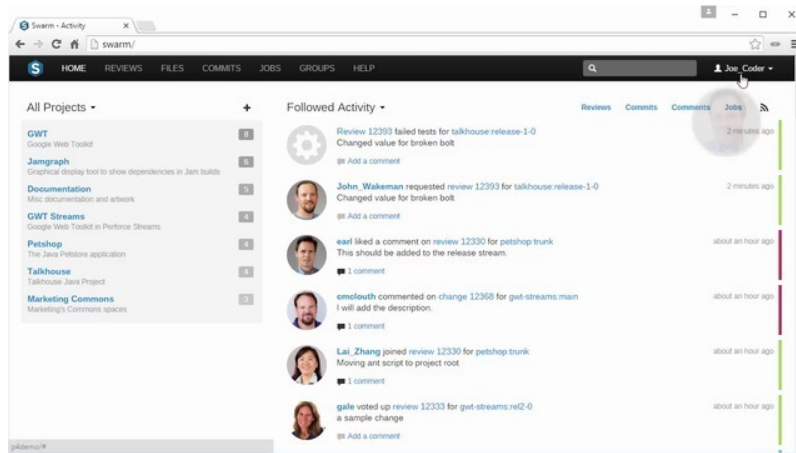 Swarm - Activity
swarm/
S HOME REVIEWS FILES COMMITS JOBS GROUPS HELP Joe_Coder
All Projects +
GWT 8
Google Web Toolkit
Jamgraph 6
Graphical display tool to show dependencies in Jam builds
Documentation 5
Misc documentation and artwork
GWT Streams 4
Google Web Toolkit in Perforce Streams
Petshop 4
The Java Petstore application
Talkhouse 4
Talkhouse Java Project
Marketing Commons 3
Marketing's Commons spaces
Followed Activity Reviews Commits Comments Jobs
Review 12393 failed tests for talkhouse:release-1-0 2 minutes ago
Changed value for broken bolt
Add a comment
John_Wakeman requested review 12393 for talkhouse:release-1-0 2 minutes ago
Changed value for broken bolt
Add a comment
earl liked a comment on review 12330 for petshop:trunk about an hour ago
This should be added to the release stream.
1 comment
cmclouth commented on change 12368 for gwt-streams:main about an hour ago
I will add the description.
1 comment
Lai_Zhang joined review 12330 for petshop:trunk about an hour ago
Moving ant script to project root
1 comment
gale voted up review 12333 for gwt-streams:rel2-0 about an hour ago
a sample change
Add a comment
p4demo/#